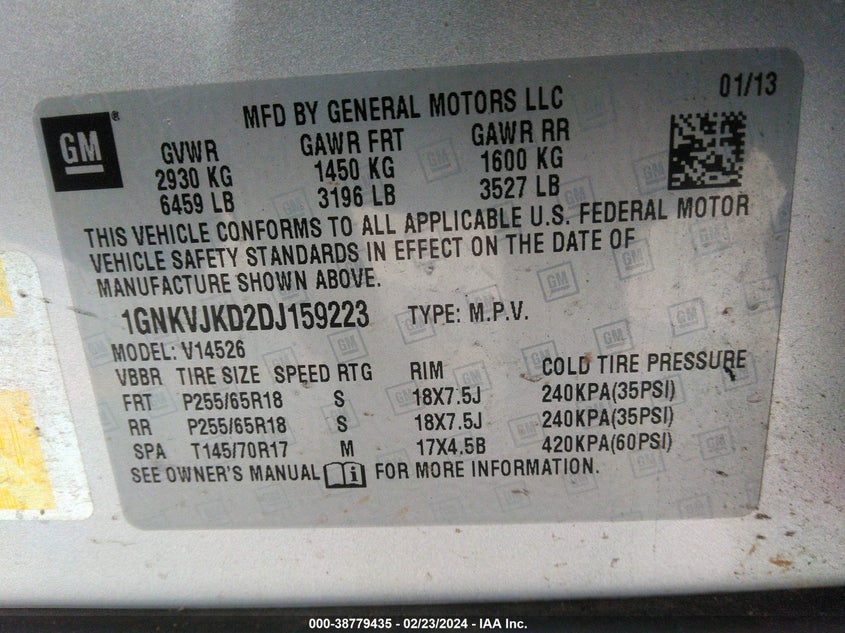 MFD BY GENERAL MOTORS LLC 01/13
GM ®
GVWR GAWR FRT GAWR RR
2930 KG 1450 KG 1600 KG
6459 LB 3196 LB 3527 LB
THIS VEHICLE CONFORMS TO ALL APPLICABLE U.S. FEDERAL MOTOR
VEHICLE SAFETY STANDARDS IN EFFECT ON THE DATE OF
MANUFACTURE SHOWN ABOVE.
1GNKVJKD2DJ159223 TYPE: M.P.V.
MODEL: V14526
VBBR TIRE SIZE SPEED RTG RIM COLD TIRE PRESSURE
FRT P255/65R18 S 18X7.5J 240KPA(35PSI)
RR P255/65R18 S 18X7.5J 240KPA(35PSI)
SPA T145/70R17 M 17X4.5B 420KPA(60PSI)
SEE OWNER'S MANUAL i FOR MORE INFORMATION.
000-38779435 - 02/23/2024 - IAA Inc.